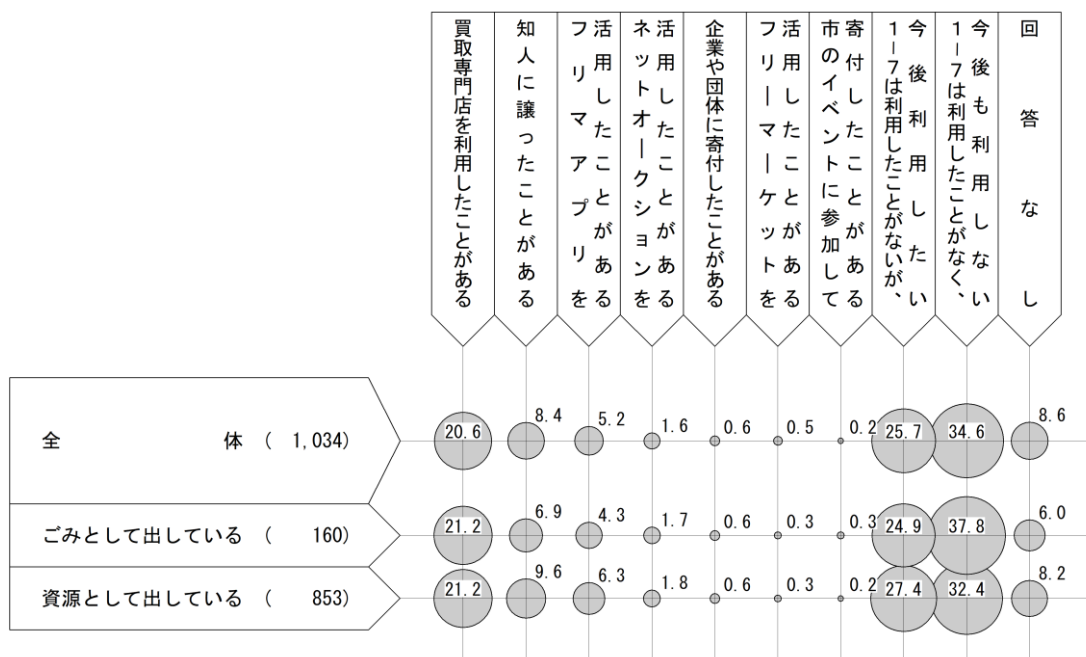 買取専門店を利用したことがある
知人に譲ったことがある
フリマアプリを
活用したことがある
ネットオークションを
活用したことがある
企業や団体に寄付したことがある
フリーマーケットを
活用したことがある
市のイベントに参加して
寄付したことがある
1-7は利用したことがないが、
今後利用したい
1-7は利用したことがなく、
今後も利用しない
回答なし
全体 ( 1,034)
20.6 8.4 5.2 1.6 0.6 0.5 0.2 25.7 34.6 8.6
ごみとして出している ( 160)
21.2 6.9 4.3 1.7 0.6 0.3 0.3 24.9 37.8 6.0
資源として出している ( 853)
21.2 9.6 6.3 1.8 0.6 0.3 0.2 27.4 32.4 8.2